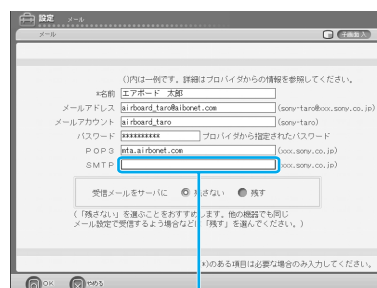 設定 メール
メール 子画面 入
()内は一例です。詳細はプロバイダからの情報を参照してください。
*名前 エアボード 太郎
メールアドレス airboard_taro@aibonet.com (sony-taro@xxx.sony.co.jp)
メールアカウント airboard_taro (sony-taro)
パスワード ********** プロバイダから指定されたパスワード
POP3 mta.airbonet.com (xxx.sony.co.jp)
SMTP (xxx.sony.co.jp)
受信メールをサーバに 残さない 残す
(「残さない」を選ぶことをおすすめします。他の機器でも同じ
メール設定で受信するよう場合などは「残す」を選んでください。)
*)のある項目は必要な場合のみ入力してください。
OK やめる